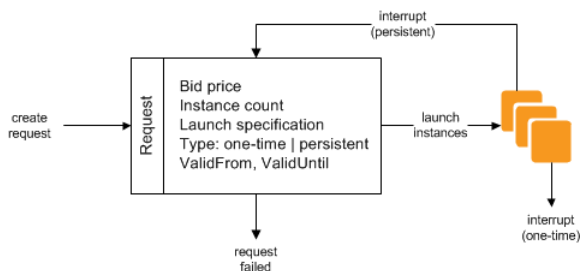 interrupt
(persistent)
create
request
Request
Bid price
Instance count
Launch specification
Type: one-time | persistent
ValidFrom, ValidUntil
launch
instances
interrupt
(one-time)
request
failed